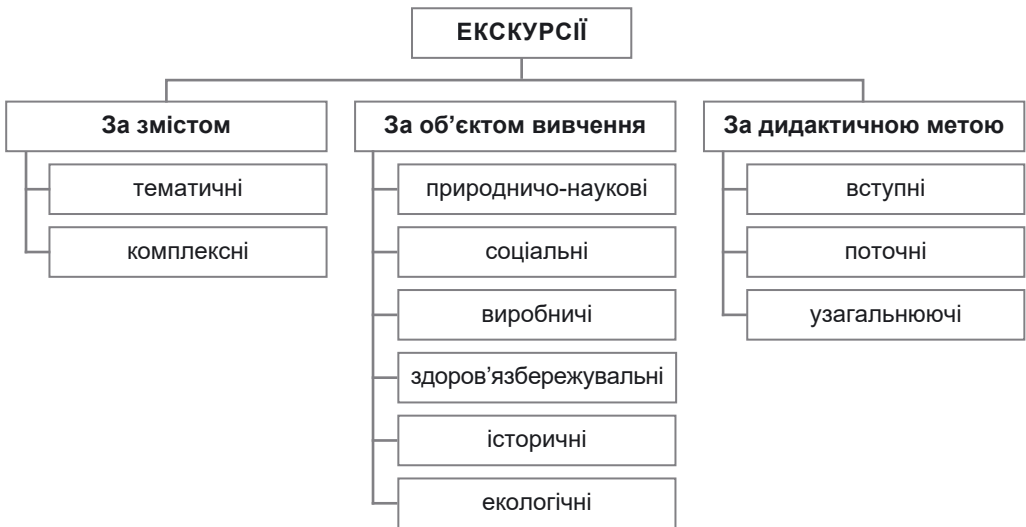 ЕКСКУРСІЇ
За змістом
тематичні
комплексні
За об’єктом вивчення
природничо-наукові
соціальні
виробничі
здоров’язбережувальні
історичні
екологічні
За дидактичною метою
вступні
поточні
узагальнюючі